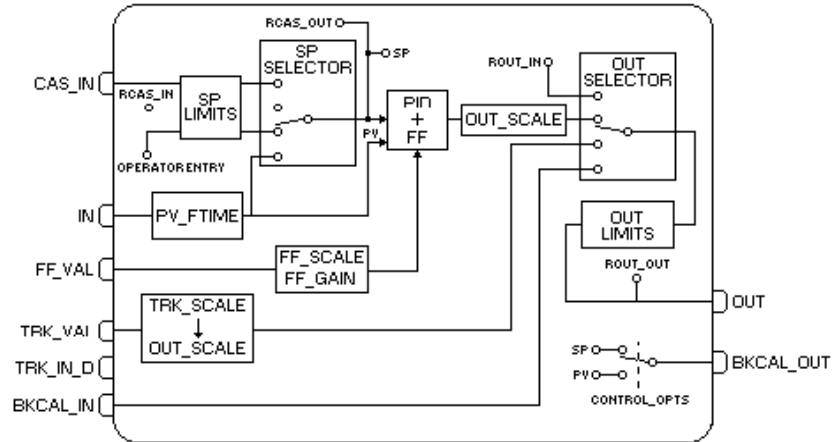 RCAS_OUT
SP
SP
SELECTOR
CAS_IN
RCAS_IN
SP
LIMITS
OPERATOR ENTRY
ROUT_IN
OUT
SELECTOR
PID
+
FF
PV
OUT_SCALE
IN
PV_FTIME
OUT
LIMITS
FF_VAL
FF_SCALE
FF_GAIN
ROUT_OUT
OUT
TRK_SCALE
OUT_SCALE
TRK_VAL
TRK_IN_D
BKCAL_IN
SP
PV
CONTROL_OPTS
BKCAL_OUT